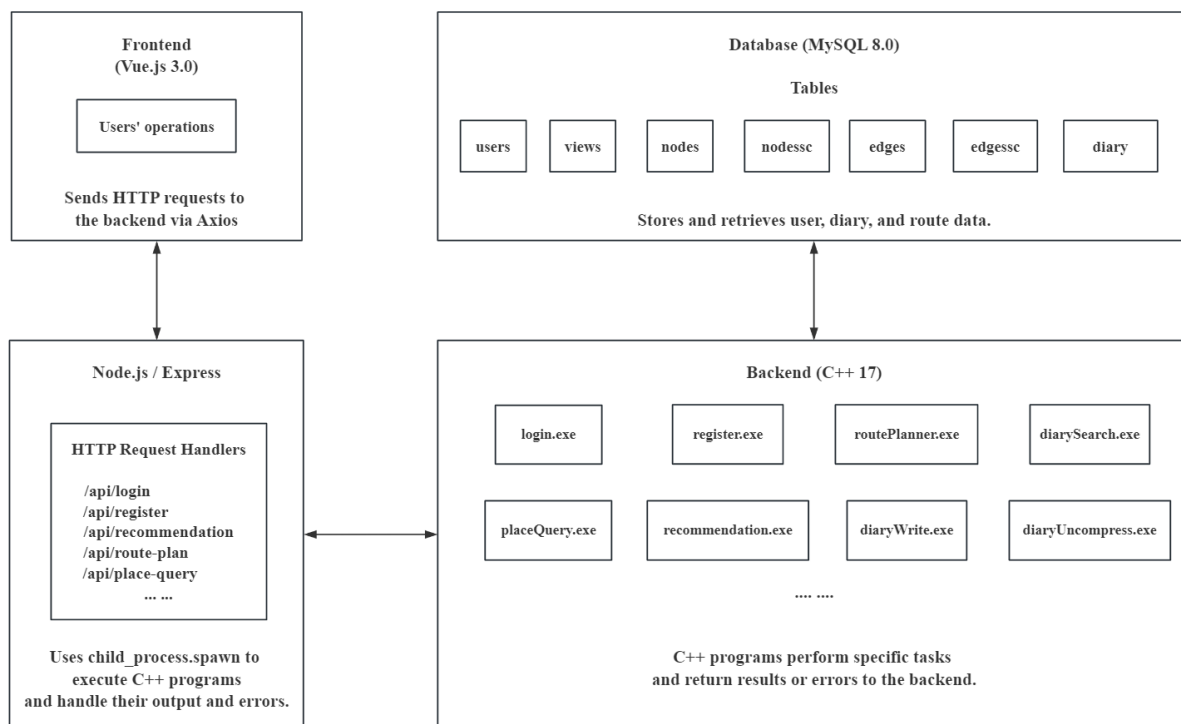 Frontend
(Vue.js 3.0)
Users' operations
Sends HTTP requests to
the backend via Axios
Database (MySQL 8.0)
Tables
users
views
nodes
nodessc
edges
edgessc
diary
Stores and retrieves user, diary, and route data.
Node.js / Express
HTTP Request Handlers
/api/login
/api/register
/api/recommendation
/api/route-plan
/api/place-query
... ...
Uses child_process.spawn to
execute C++ programs
and handle their output and errors.
Backend (C++ 17)
login.exe
register.exe
routePlanner.exe
diarySearch.exe
placeQuery.exe
recommendation.exe
diaryWrite.exe
diaryUncompress.exe
.... ....
C++ programs perform specific tasks
and return results or errors to the backend.